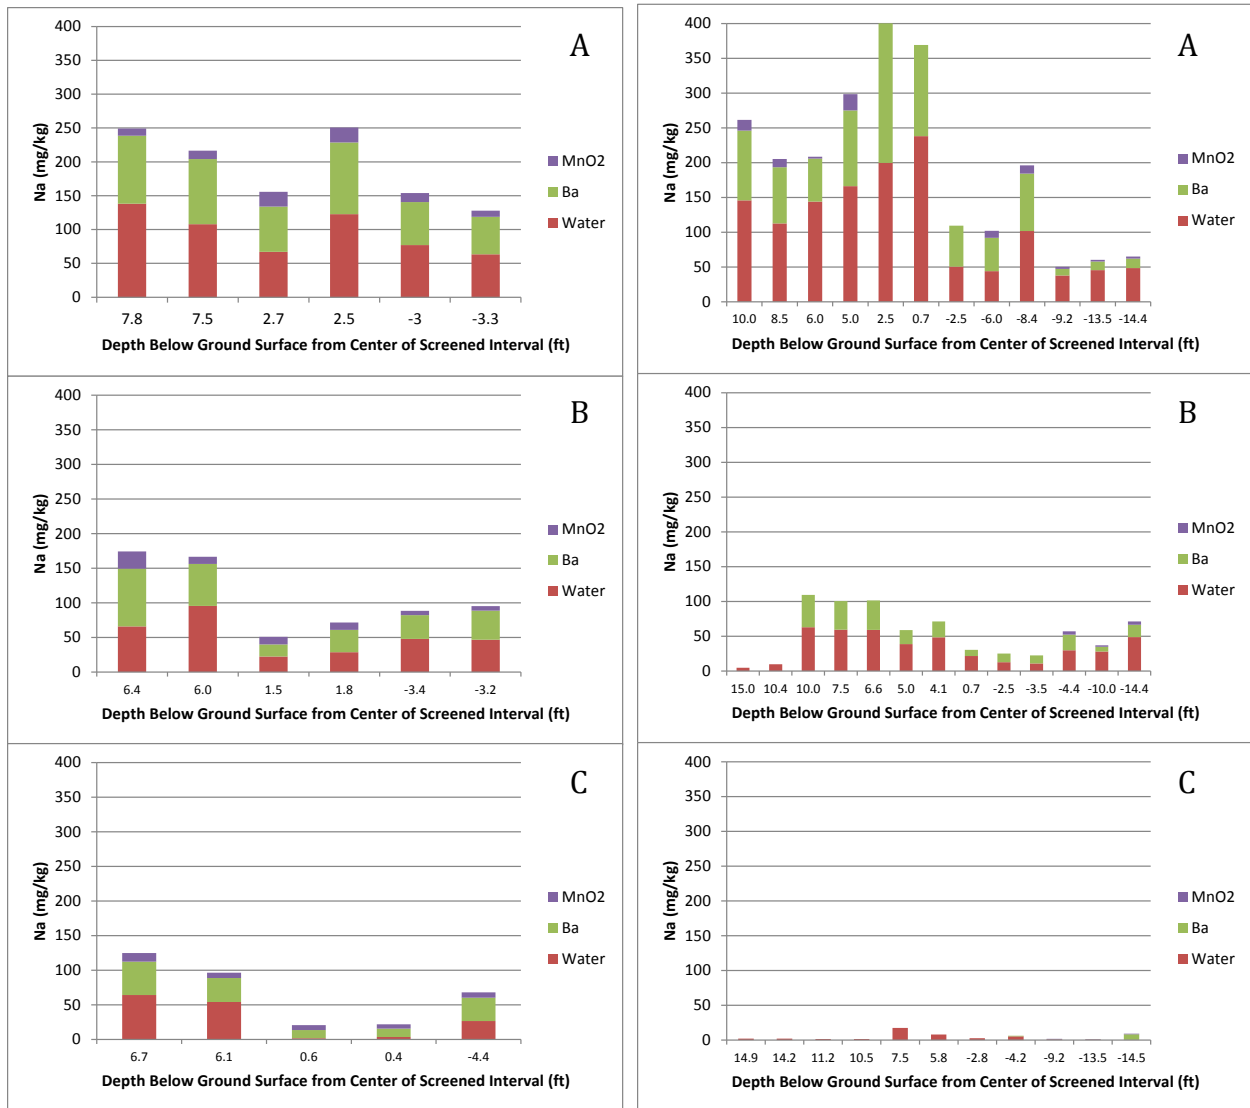 A
Na (mg/kg)
400
350
300
250
200
150
100
50
0
MnO2
Ba
Water
7.8 7.5 2.7 2.5 -3 -3.3
Depth Below Ground Surface from Center of Screened Interval (ft)
A
Na (mg/kg)
400
350
300
250
200
150
100
50
0
MnO2
Ba
Water
10.0 8.5 6.0 5.0 2.5 0.7 -2.5 -6.0 -8.4 -9.2 -13.5 -14.4
Depth Below Ground Surface from Center of Screened Interval (ft)
B
Na (mg/kg)
400
350
300
250
200
150
100
50
0
MnO2
Ba
Water
6.4 6.0 1.5 1.8 -3.4 -3.2
Depth Below Ground Surface from Center of Screened Interval (ft)
B
Na (mg/kg)
400
350
300
250
200
150
100
50
0
MnO2
Ba
Water
15.0 10.4 10.0 7.5 6.6 5.0 4.1 0.7 -2.5 -3.5 -4.4 -10.0 -14.4
Depth Below Ground Surface from Center of Screened Interval (ft)
C
Na (mg/kg)
400
350
300
250
200
150
100
50
0
MnO2
Ba
Water
6.7 6.1 0.6 0.4 -4.4
Depth Below Ground Surface from Center of Screened Interval (ft)
C
Na (mg/kg)
400
350
300
250
200
150
100
50
0
MnO2
Ba
Water
14.9 14.2 11.2 10.5 7.5 5.8 -2.8 -4.2 -9.2 -13.5 -14.5
Depth Below Ground Surface from Center of Screened Interval (ft)